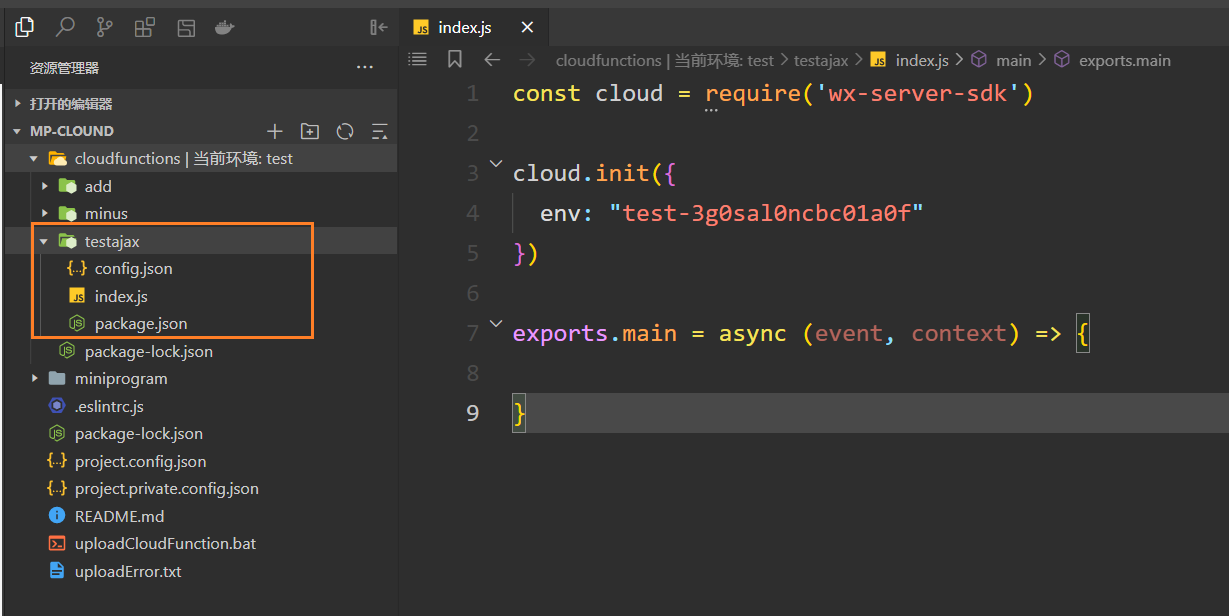 index.js
资源管理器
打开的编辑器
MP-CLOUND
cloudfunctions | 当前环境: test
add
minus
testajax
config.json
index.js
package.json
package-lock.json
miniprogram
.eslintrc.js
package-lock.json
project.config.json
project.private.config.json
README.md
uploadCloudFunction.bat
uploadError.txt
cloudfunctions | 当前环境: test > testajax > index.js > main > exports.main
1 const cloud = require('wx-server-sdk')
2
3 cloud.init({
4 env: "test-3g0sal0ncbc01a0f"
5 })
6
7 exports.main = async (event, context) => {
8
9 }